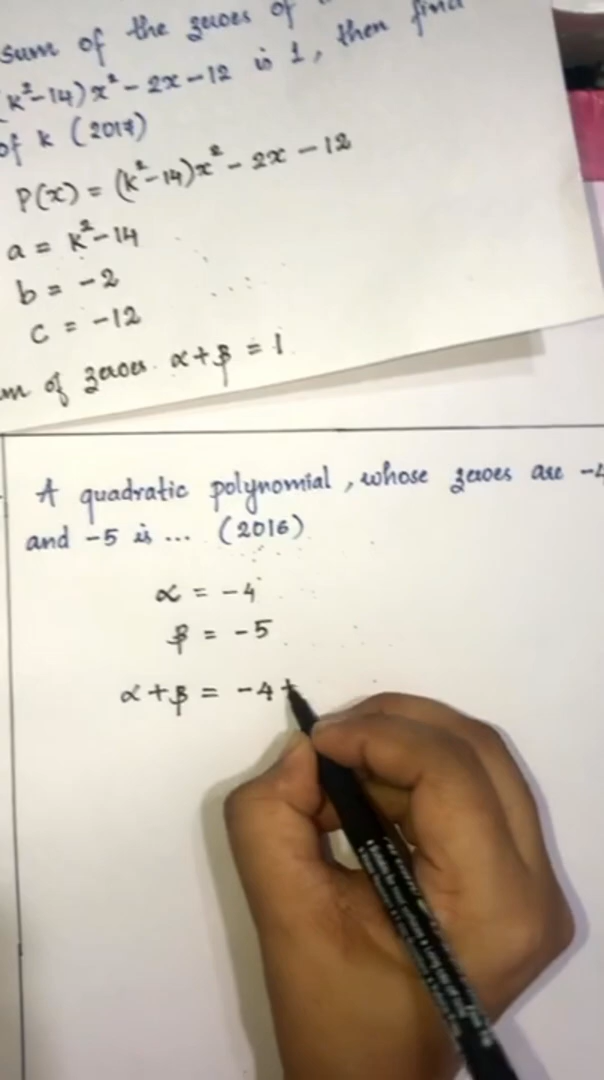 sum of the zeroes of
(k²-14)x² - 2x - 12 is 1, then find
of k (2017)
P(x) = (k²-14)x² - 2x - 12
a = k²-14
b = -2
c = -12
of zeroes. α+β = 1
A quadratic polynomial, whose zeroes are -4
and -5 is ... (2016)
α = -4
β = -5
α+β = -4+